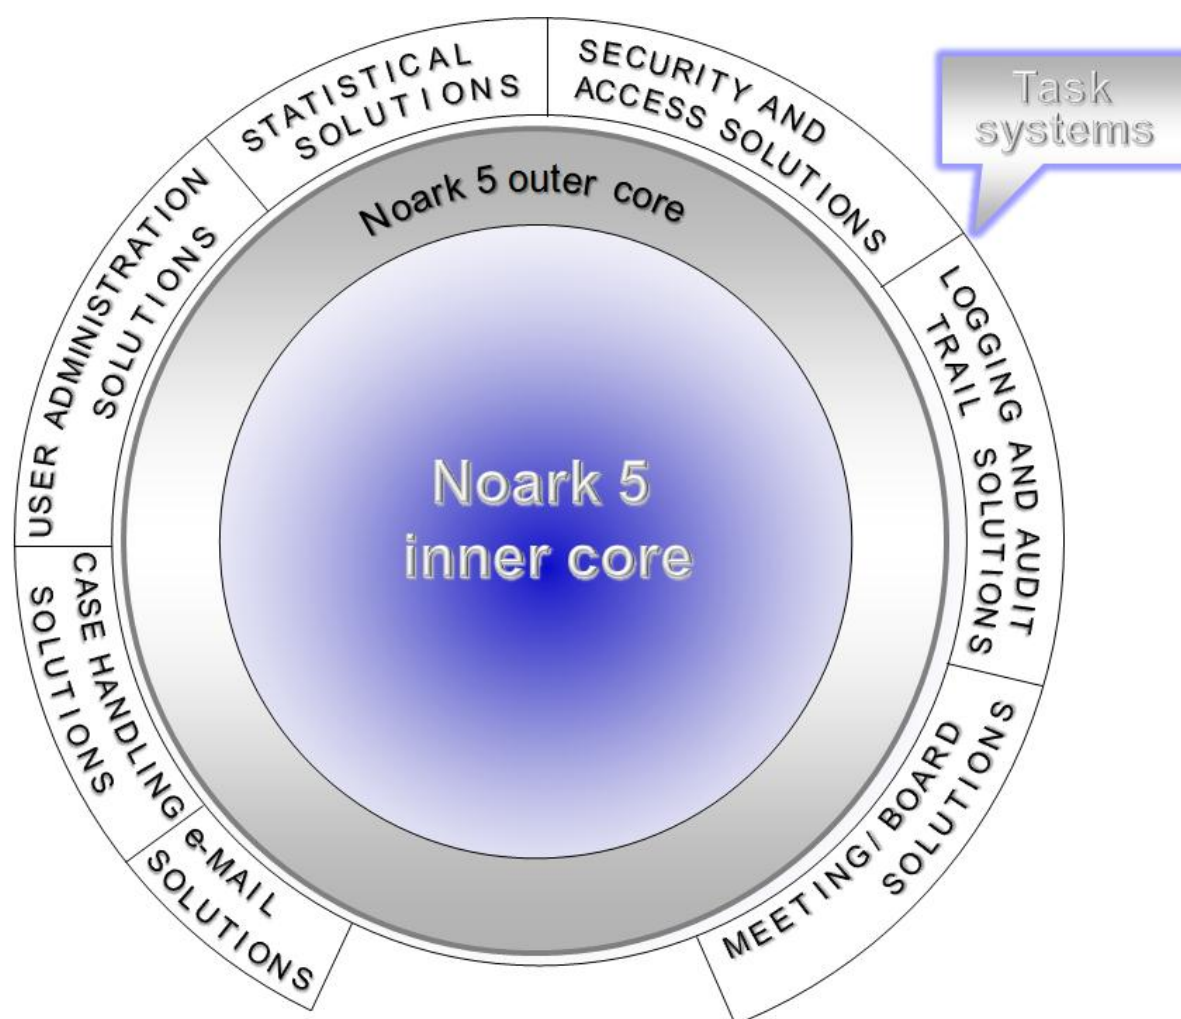 STATISTICAL
SOLUTIONS
SECURITY AND
ACCESS SOLUTIONS
Task
systems
LOGGING AND AUDIT
TRAIL SOLUTIONS
MEETING/ BOARD
SOLUTIONS
e-MAIL
SOLUTIONS
CASE HANDLING
SOLUTIONS
USER ADMINISTRATION
SOLUTIONS
Noark 5 outer core
Noark 5
inner core